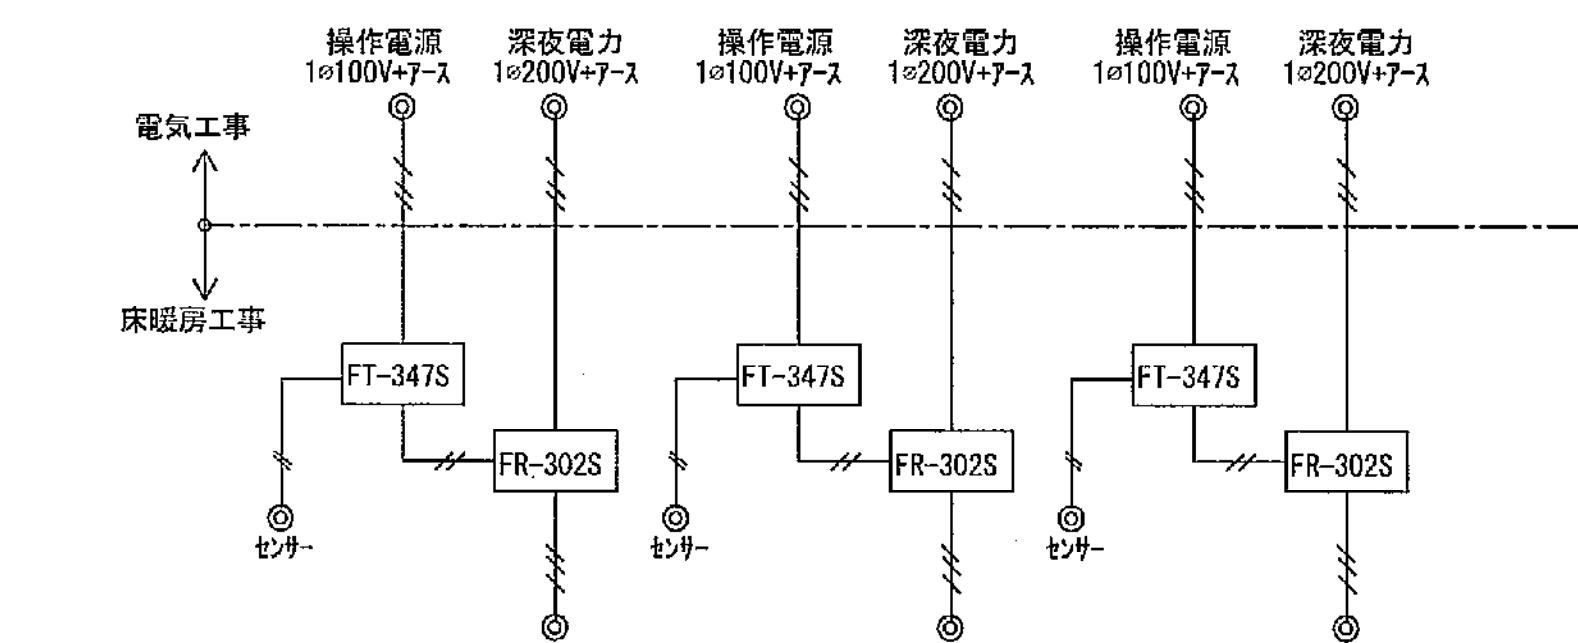 操作電源
1⌀100V+アース
深夜電力
1⌀200V+アース
操作電源
1⌀100V+アース
深夜電力
1⌀200V+アース
操作電源
1⌀100V+アース
深夜電力
1⌀200V+アース
電気工事
床暖房工事
FT-347S
FT-347S
FT-347S
FR-302S
FR-302S
FR-302S
センサー
センサー
センサー